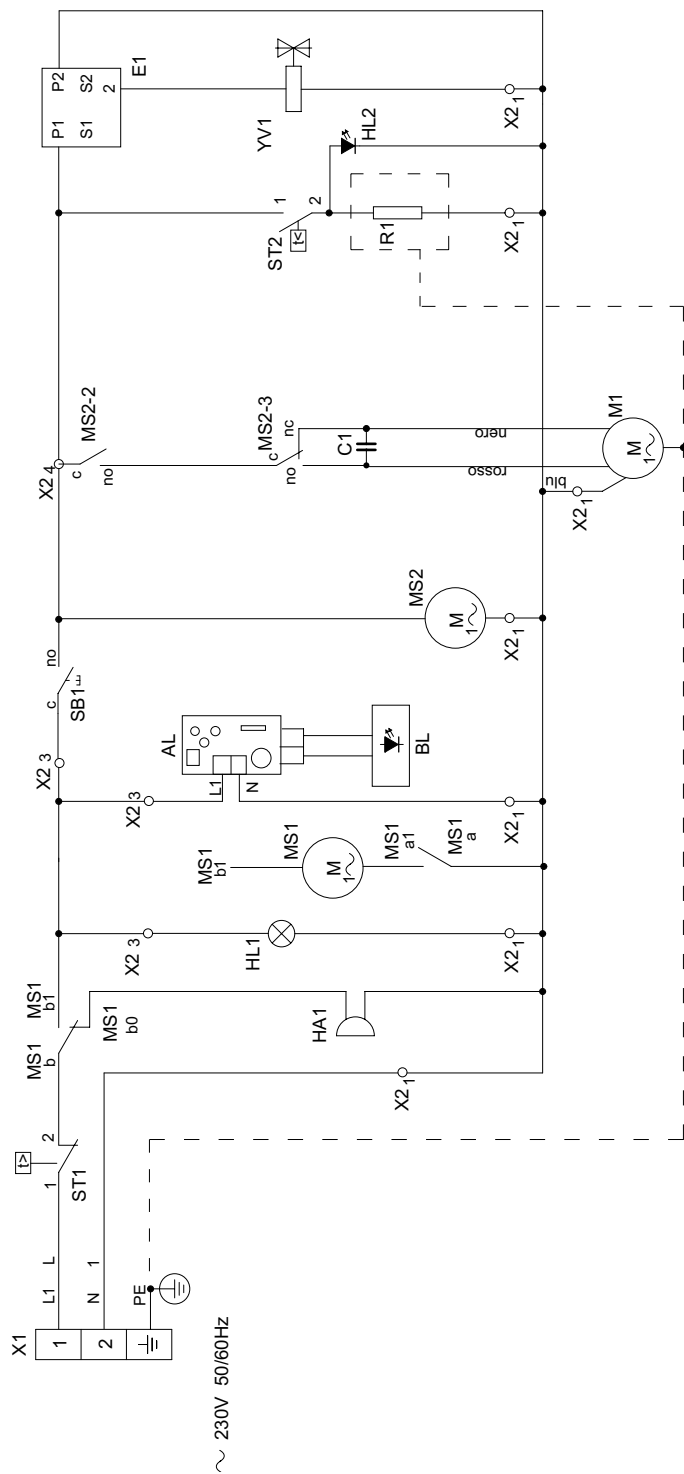 X1
1
2
~ 230V 50/60Hz
L1 L
N 1
PE
t>
1 2
ST1
MS1
b
MS1
b1
MS1
b0
HA1
X2 1
X2 3
HL1
X2 1
MS1
b1
MS1
M
1~
MS1
a1
MS1
a
X2 3
X2 3
AL
L1
N
BL
X2 1
c no
SB1
MS2
M
1~
X2 1
X2 4
MS2-2
c
no
MS2-3
c
no
nc
C1
rosso
nero
blu
X2 1
M1
M
1~
ST2
t<
1
2
R1
HL2
X2 1
P1 P2
S1 S2
2
E1
YV1
X2 1